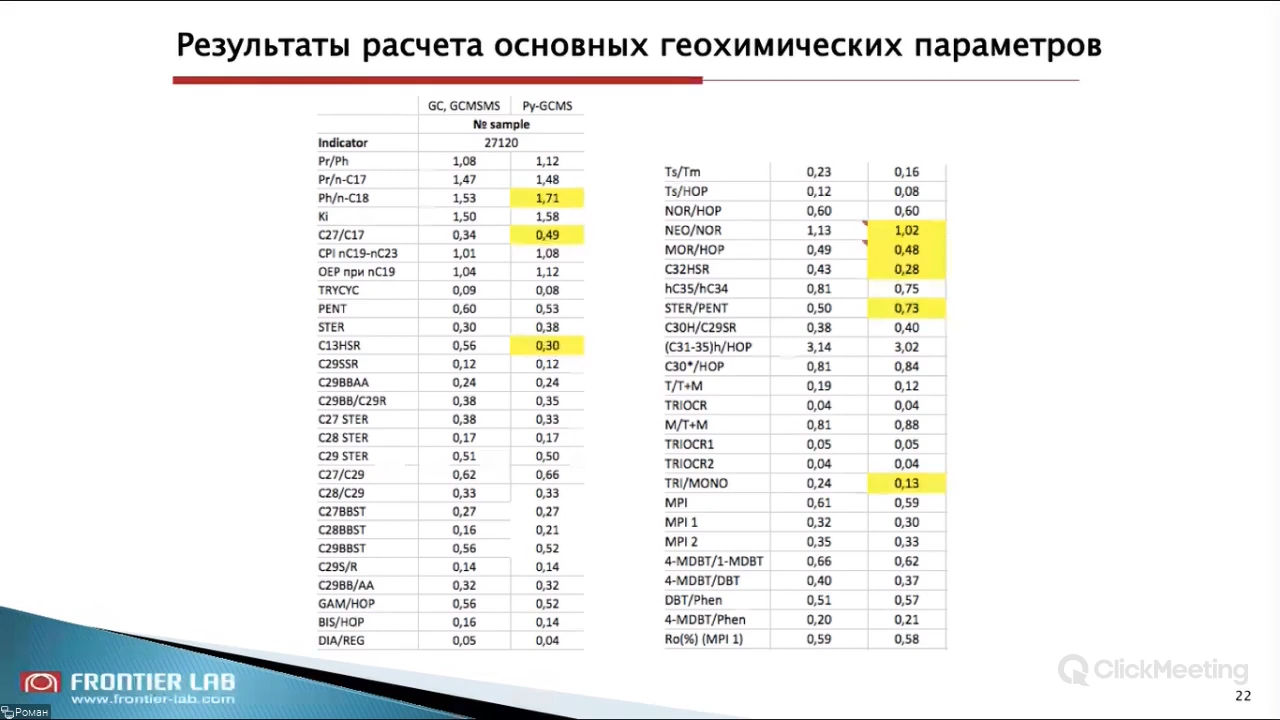 Результаты расчета основных геохимических параметров
GC, GCMSMS Py-GCMS
№ sample
Indicator 27120
Pr/Ph 1,08 1,12
Pr/n-C17 1,47 1,48
Ph/n-C18 1,53 1,71
Ki 1,50 1,58
C27/C17 0,34 0,49
CPI nC19-nC23 1,01 1,08
OEP при nC19 1,04 1,12
TRYCYC 0,09 0,08
PENT 0,60 0,53
STER 0,30 0,38
C13HSR 0,56 0,30
C29SSR 0,12 0,12
C29BBAA 0,24 0,24
C29BB/C29R 0,38 0,35
C27 STER 0,38 0,33
C28 STER 0,17 0,17
C29 STER 0,51 0,50
C27/C29 0,62 0,66
C28/C29 0,33 0,33
C27BBST 0,27 0,27
C28BBST 0,16 0,21
C29BBST 0,56 0,52
C29S/R 0,14 0,14
C29BB/AA 0,32 0,32
GAM/HOP 0,56 0,52
BIS/HOP 0,16 0,14
DIA/REG 0,05 0,04
Ts/Tm 0,23 0,16
Ts/HOP 0,12 0,08
NOR/HOP 0,60 0,60
NEO/NOR 1,13 1,02
MOR/HOP 0,49 0,48
C32HSR 0,43 0,28
hC35/hC34 0,81 0,75
STER/PENT 0,50 0,73
C30H/C29SR 0,38 0,40
(C31-35)h/HOP 3,14 3,02
C30*/HOP 0,81 0,84
T/T+M 0,19 0,12
TRIOCR 0,04 0,04
M/T+M 0,81 0,88
TRIOCR1 0,05 0,05
TRIOCR2 0,04 0,04
TRI/MONO 0,24 0,13
MPI 0,61 0,59
MPI 1 0,32 0,30
MPI 2 0,35 0,33
4-MDBT/1-MDBT 0,66 0,62
4-MDBT/DBT 0,40 0,37
DBT/Phen 0,51 0,57
4-MDBT/Phen 0,20 0,21
Ro(%) (MPI 1) 0,59 0,58
FRONTIER LAB
www.frontier-lab.com
ClickMeeting
22
Роман